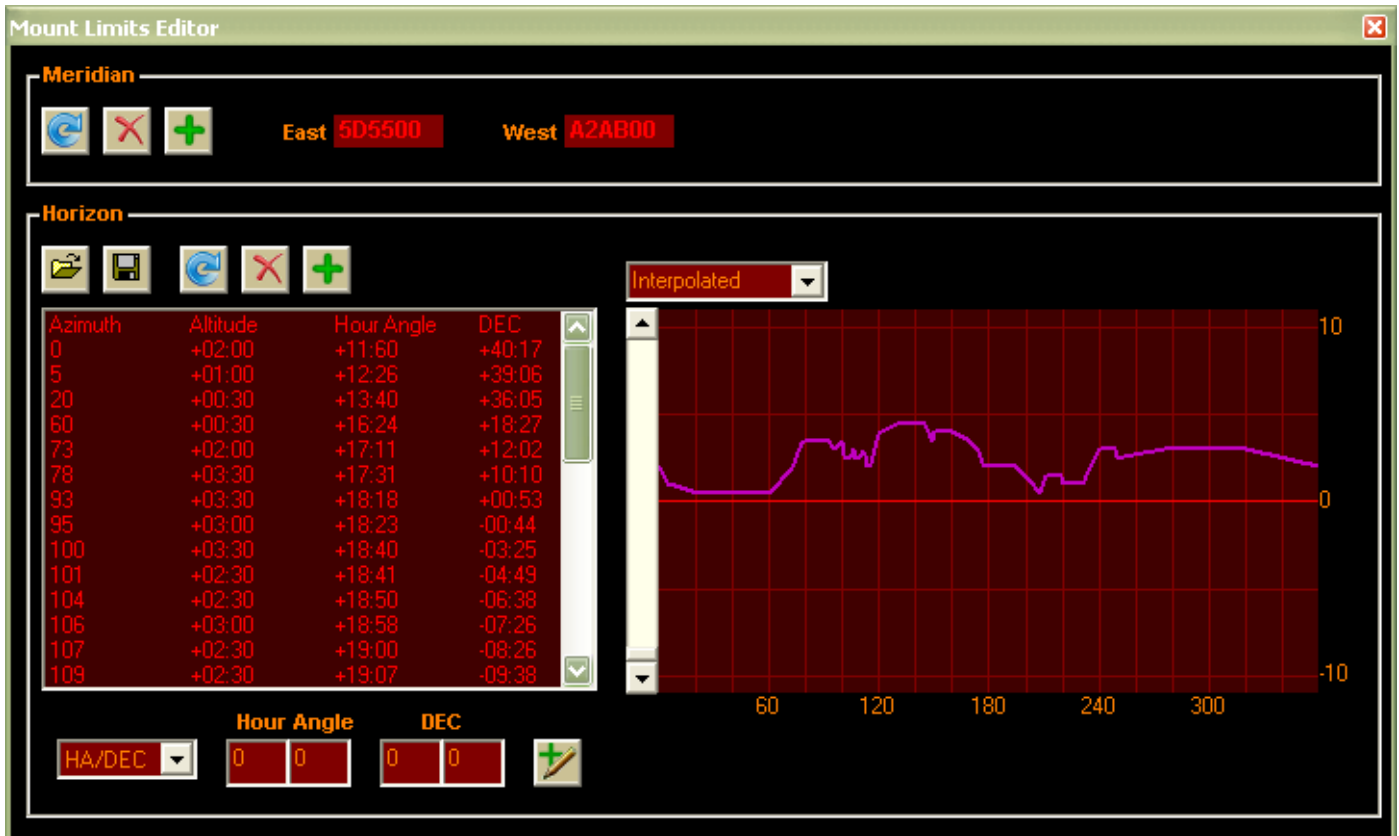 Mount Limits Editor
Meridian
East 5D5500 West A2AB00
Horizon
Interpolated
Azimuth Altitude Hour Angle DEC
0 +02:00 +11:60 +40:17
5 +01:00 +12:26 +39:06
20 +00:30 +13:40 +36:05
60 +00:30 +16:24 +18:27
73 +02:00 +17:11 +12:02
78 +03:30 +17:31 +10:10
93 +03:30 +18:18 +00:53
95 +03:00 +18:23 -00:44
100 +03:30 +18:40 -03:25
101 +02:30 +18:41 -04:49
104 +02:30 +18:50 -06:38
106 +03:00 +18:58 -07:26
107 +02:30 +19:00 -08:26
109 +02:30 +19:07 -09:38
10
0
-10
60 120 180 240 300
Hour Angle DEC
HA/DEC 0 0 0 0